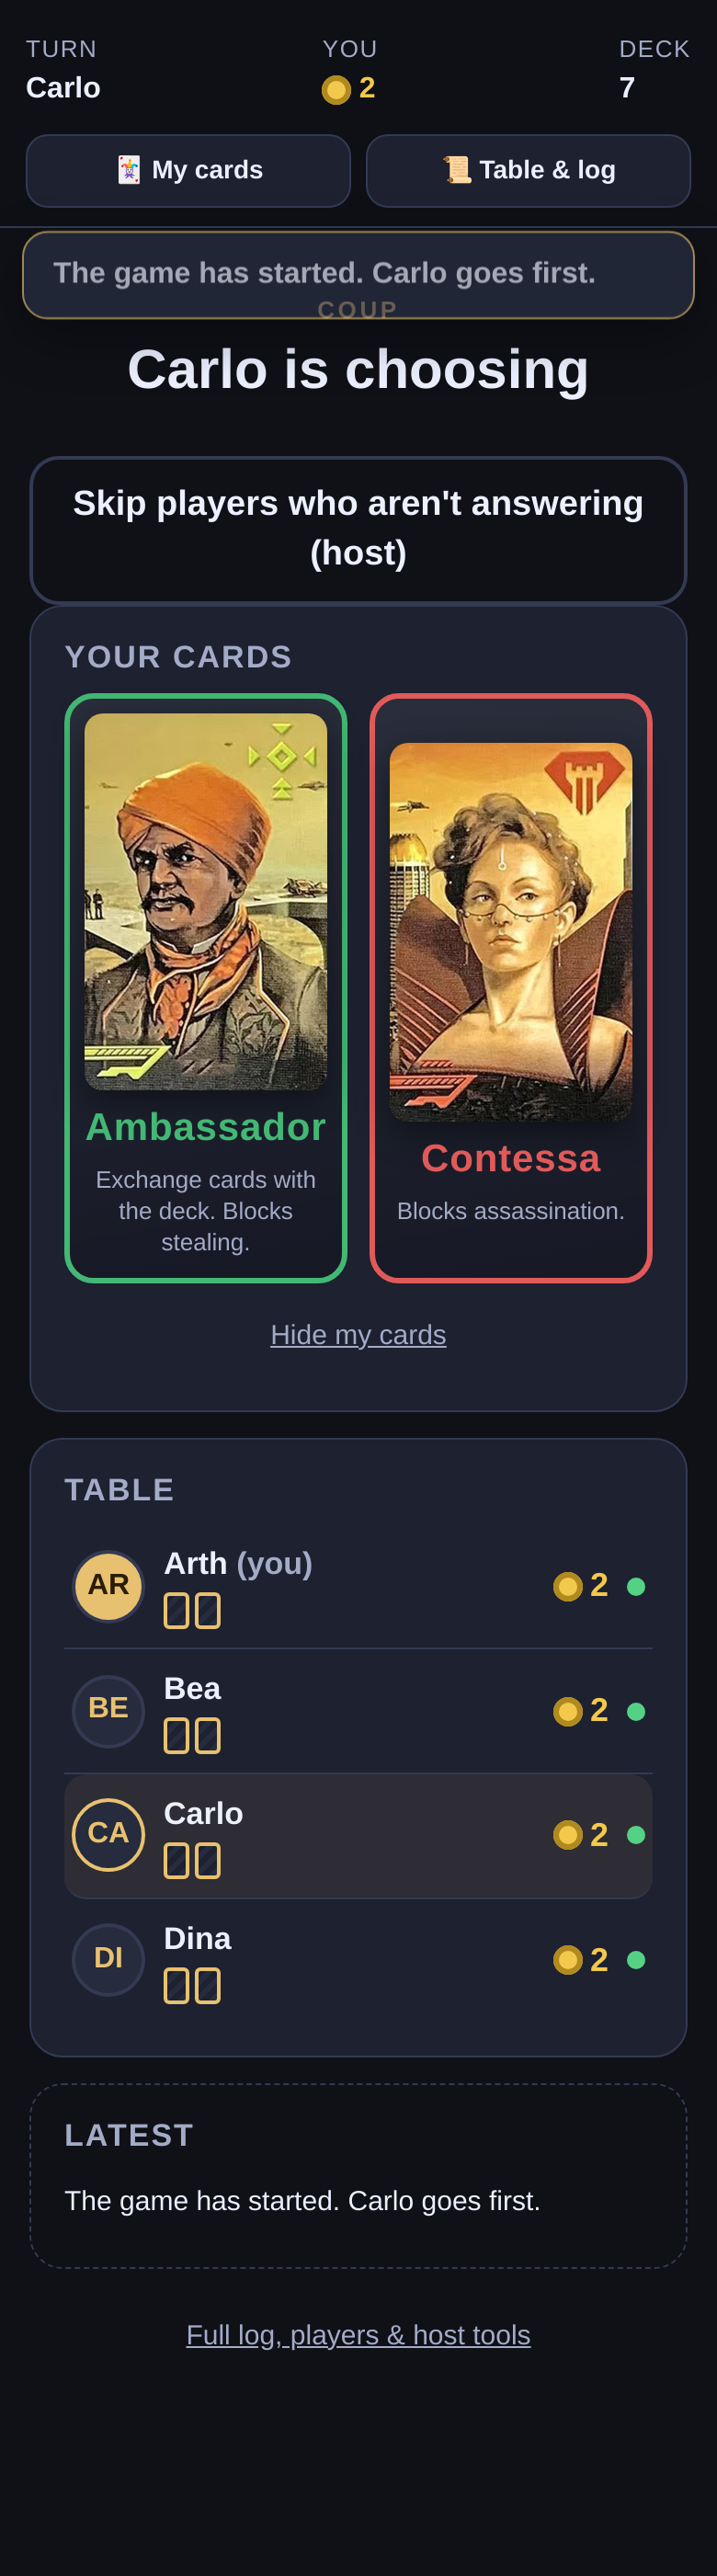 TURN
YOU
DECK
Carlo
2
7
🃏 My cards
📜 Table & log
The game has started. Carlo goes first.
COUP
Carlo is choosing
Skip players who aren't answering
(host)
YOUR CARDS
Ambassador
Exchange cards with
the deck. Blocks
stealing.
Contessa
Blocks assassination.
Hide my cards
TABLE
AR
Arth (you)
2
BE
Bea
2
CA
Carlo
2
DI
Dina
2
LATEST
The game has started. Carlo goes first.
Full log, players & host tools